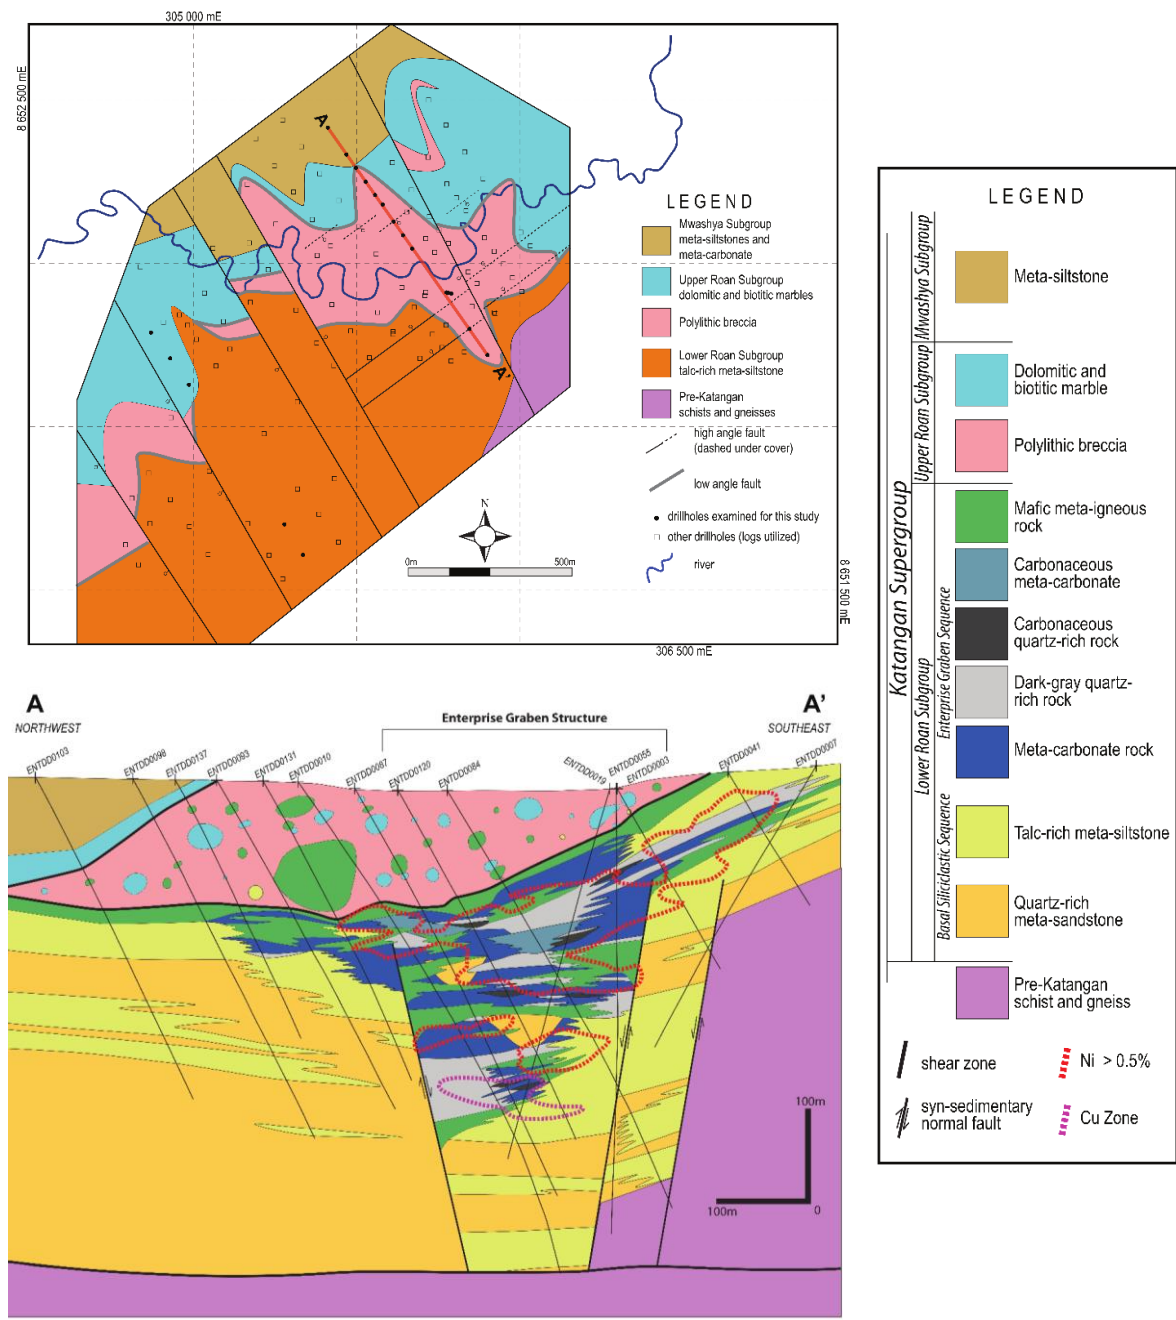 305 000 mE
8 652 500 mE
A
A'
LEGEND
Mwashya Subgroup
meta-siltstones and
meta-carbonate
Upper Roan Subgroup
dolomitic and biotitic marbles
Polylithic breccia
Lower Roan Subgroup
talc-rich meta-siltstone
Pre-Katangan
schists and gneisses
high angle fault
(dashed under cover)
low angle fault
drillholes examined for this study
other drillholes (logs utilized)
river
N
0m
500m
8 651 500 mE
306 500 mE
A
NORTHWEST
Enterprise Graben Structure
A'
SOUTHEAST
ENTDD0103
ENTDD0098
ENTDD0137
ENTDD0093
ENTDD0131
ENTDD0010
ENTDD0087
ENTDD0120
ENTDD0084
ENTDD0019
ENTDD0055
ENTDD0003
ENTDD0041
ENTDD0007
100m
100m
0
LEGEND
Katangan Supergroup
Mwashya Subgroup
Upper Roan Subgroup
Lower Roan Subgroup
Enterprise Graben Sequence
Basal Siliciclastic Sequence
Meta-siltstone
Dolomitic and
biotitic marble
Polylithic breccia
Mafic meta-igneous
rock
Carbonaceous
meta-carbonate
Carbonaceous
quartz-rich rock
Dark-gray quartz-
rich rock
Meta-carbonate rock
Talc-rich meta-siltstone
Quartz-rich
meta-sandstone
Pre-Katangan
schist and gneiss
shear zone
Ni > 0.5%
syn-sedimentary
normal fault
Cu Zone